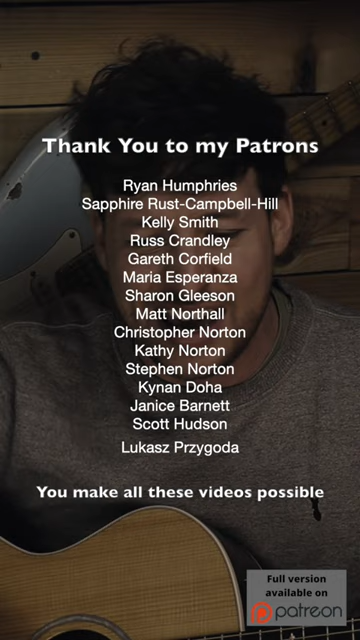 Thank You to my Patrons
Ryan Humphries
Sapphire Rust-Campbell-Hill
Kelly Smith
Russ Crandley
Gareth Corfield
Maria Esperanza
Sharon Gleeson
Matt Northall
Christopher Norton
Kathy Norton
Stephen Norton
Kynan Doha
Janice Barnett
Scott Hudson
Lukasz Przygoda
You make all these videos possible
Full version
available on
patreon